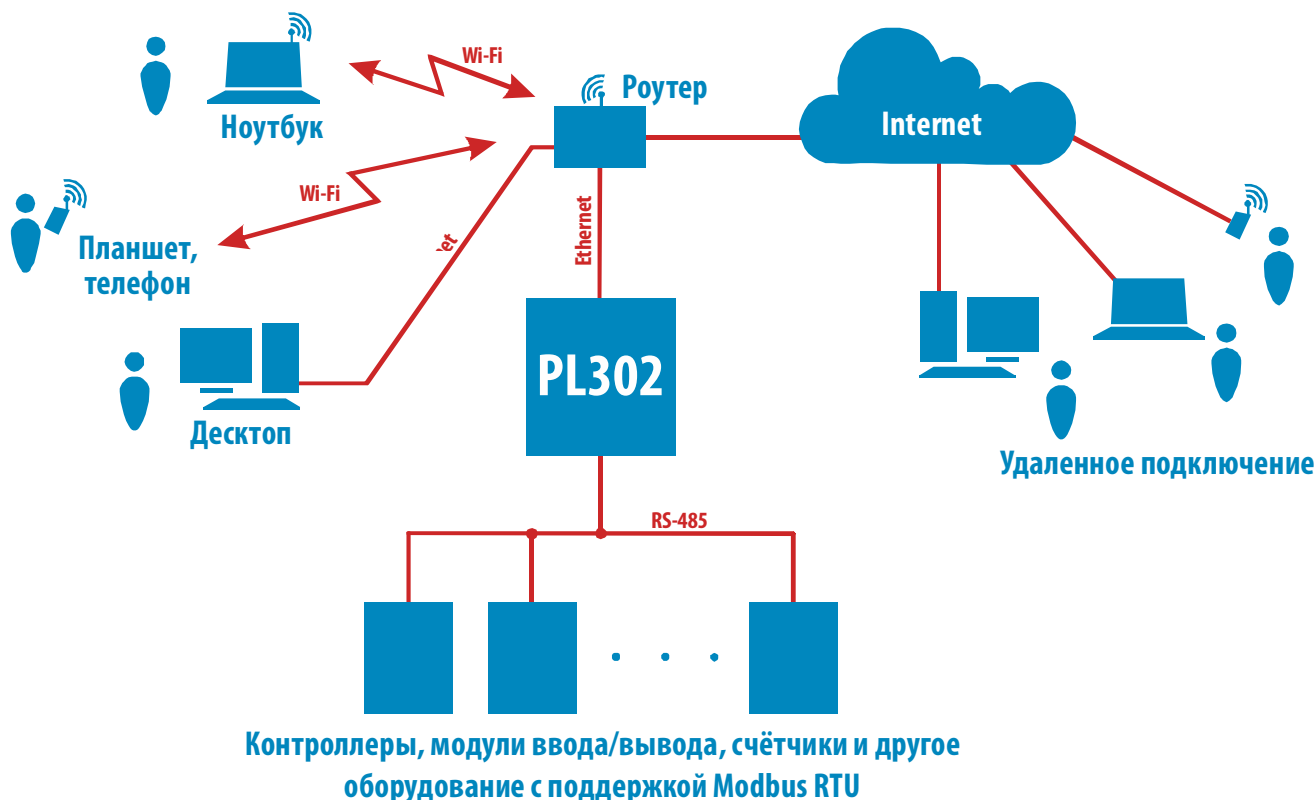 Wi-Fi
Роутер
Ноутбук
Internet
Wi-Fi
Планшет,
телефон
Ethernet
PL302
Десктоп
Удаленное подключение
RS-485
Контроллеры, модули ввода/вывода, счётчики и другое
оборудование с поддержкой Modbus RTU